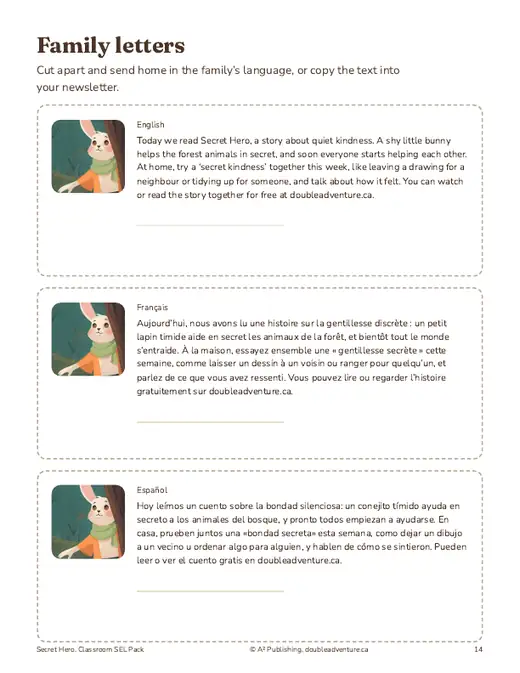 Family letters
Cut apart and send home in the family's language, or copy the text into
your newsletter.
English
Today we read Secret Hero, a story about quiet kindness. A shy little bunny
helps the forest animals in secret, and soon everyone starts helping each other.
At home, try a 'secret kindness' together this week, like leaving a drawing for a
neighbour or tidying up for someone, and talk about how it felt. You can watch
or read the story together for free at doubleadventure.ca.
Français
Aujourd'hui, nous avons lu une histoire sur la gentillesse discrète : un petit
lapin timide aide en secret les animaux de la forêt, et bientôt tout le monde
s'entraide. À la maison, essayez ensemble une « gentillesse secrète » cette
semaine, comme laisser un dessin à un voisin ou ranger pour quelqu'un, et
parlez de ce que vous avez ressenti. Vous pouvez lire ou regarder l'histoire
gratuitement sur doubleadventure.ca.
Español
Hoy leímos un cuento sobre la bondad silenciosa: un conejito tímido ayuda en
secreto a los animales del bosque, y pronto todos empiezan a ayudarse. En
casa, prueben juntos una «bondad secreta» esta semana, como dejar un dibujo
a un vecino u ordenar algo para alguien, y hablen de cómo se sintieron. Pueden
leer o ver el cuento gratis en doubleadventure.ca.
Secret Hero. Classroom SEL Pack
© A² Publishing, doubleadventure.ca
14